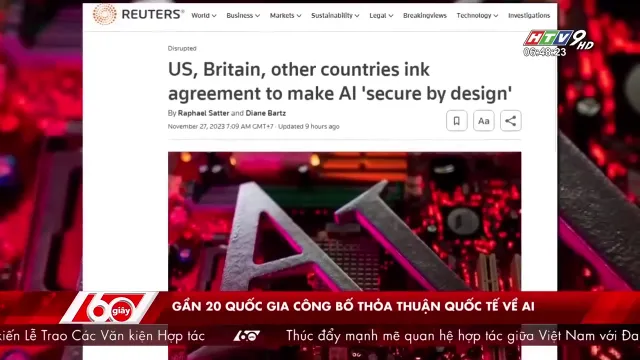 REUTERS World Business Markets Sustainability Legal Breakingviews Technology Investigations
HTV9 HD
06:48:23
Disrupted
US, Britain, other countries ink
agreement to make AI 'secure by design'
By Raphael Satter and Diane Bartz
November 27, 2023 7:09 AM GMT+7 · Updated 9 hours ago
Aa
AI
60 giây
GẦN 20 QUỐC GIA CÔNG BỐ THỎA THUẬN QUỐC TẾ VỀ AI
kiến Lễ Trao Các Văn kiện Hợp tác 60 Thúc đẩy mạnh mẽ quan hệ hợp tác giữa Việt Nam với Đa